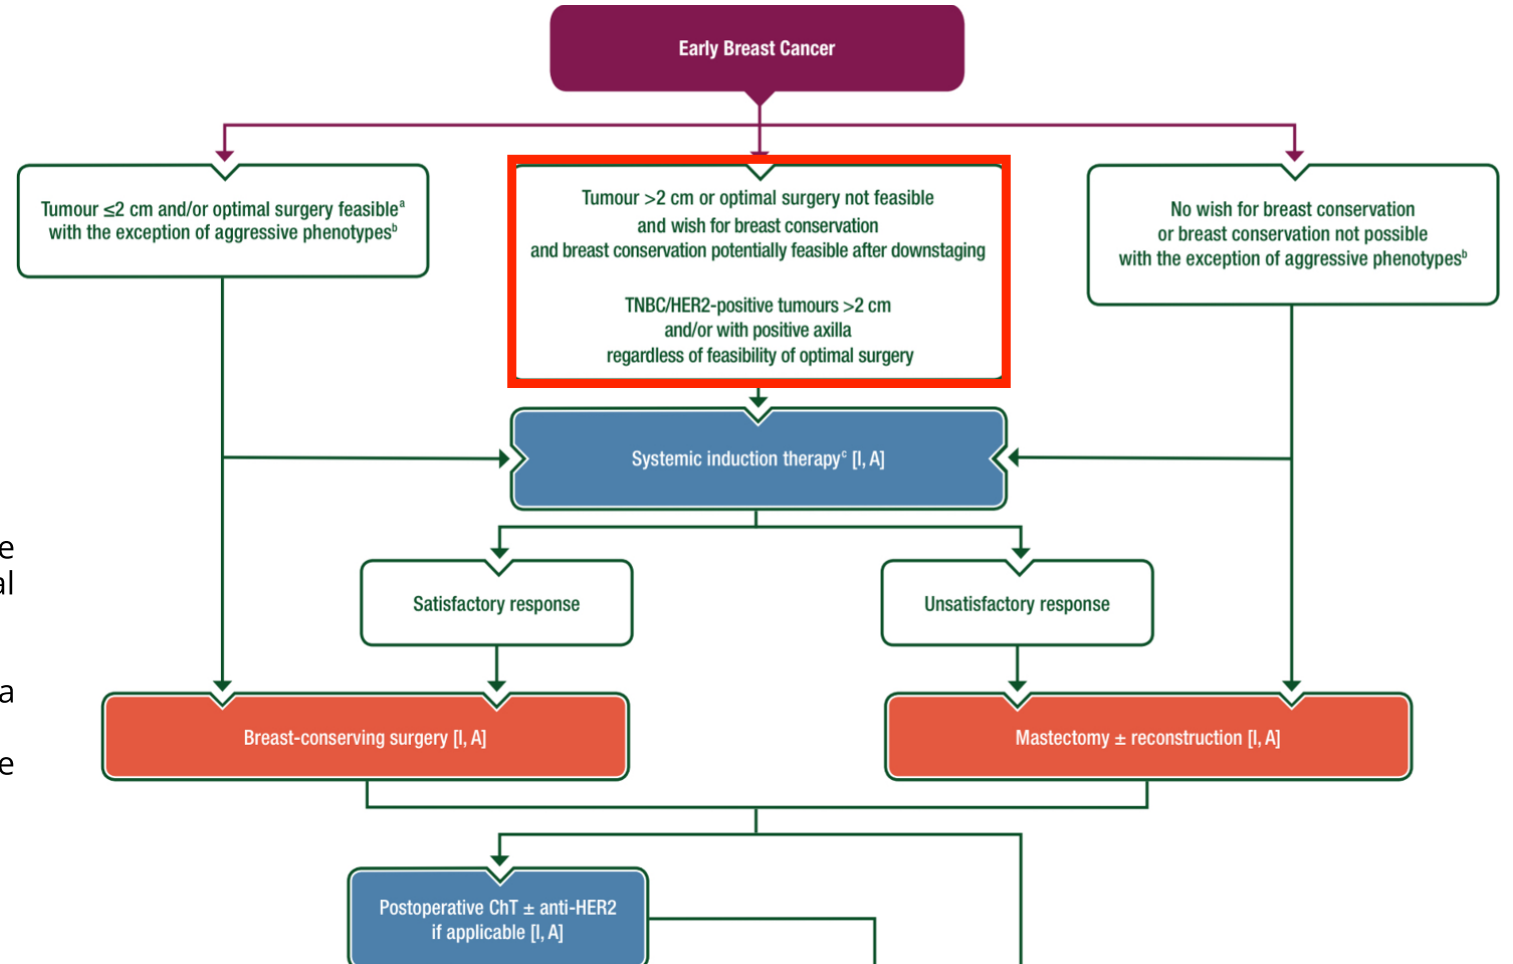 Early Breast Cancer
Tumour ≤2 cm and/or optimal surgery feasibleᵃ
with the exception of aggressive phenotypesᵇ
Tumour >2 cm or optimal surgery not feasible
and wish for breast conservation
and breast conservation potentially feasible after downstaging
TNBC/HER2-positive tumours >2 cm
and/or with positive axilla
regardless of feasibility of optimal surgery
No wish for breast conservation
or breast conservation not possible
with the exception of aggressive phenotypesᵇ
Systemic induction therapyᶜ [I, A]
e
al
Satisfactory response
Unsatisfactory response
a
e
Breast-conserving surgery [I, A]
Mastectomy ± reconstruction [I, A]
Postoperative ChT ± anti-HER2
if applicable [I, A]